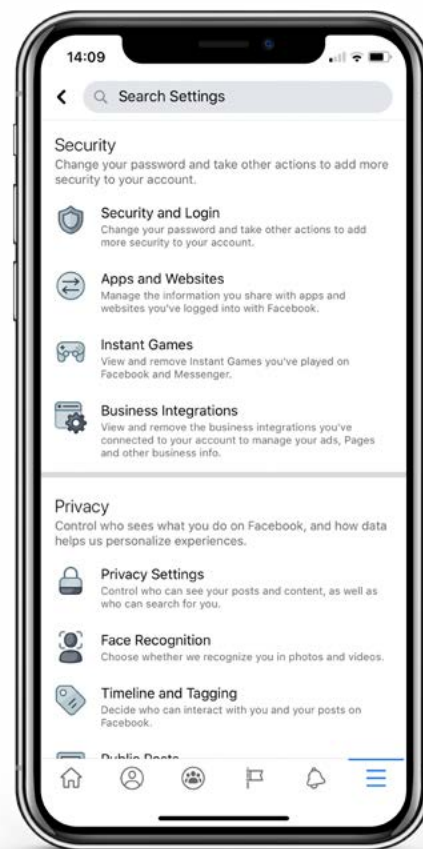 14:09
Search Settings
Security
Change your password and take other actions to add more
security to your account.
Security and Login
Change your password and take other actions to add
more security to your account.
Apps and Websites
Manage the information you share with apps and
websites you've logged into with Facebook.
Instant Games
View and remove Instant Games you've played on
Facebook and Messenger.
Business Integrations
View and remove the business integrations you've
connected to your account to manage your ads, Pages
and other business info.
Privacy
Control who sees what you do on Facebook, and how data
helps us personalize experiences.
Privacy Settings
Control who can see your posts and content, as well as
who can search for you.
Face Recognition
Choose whether we recognize you in photos and videos.
Timeline and Tagging
Decide who can interact with you and your posts on
Facebook.
Public Posts